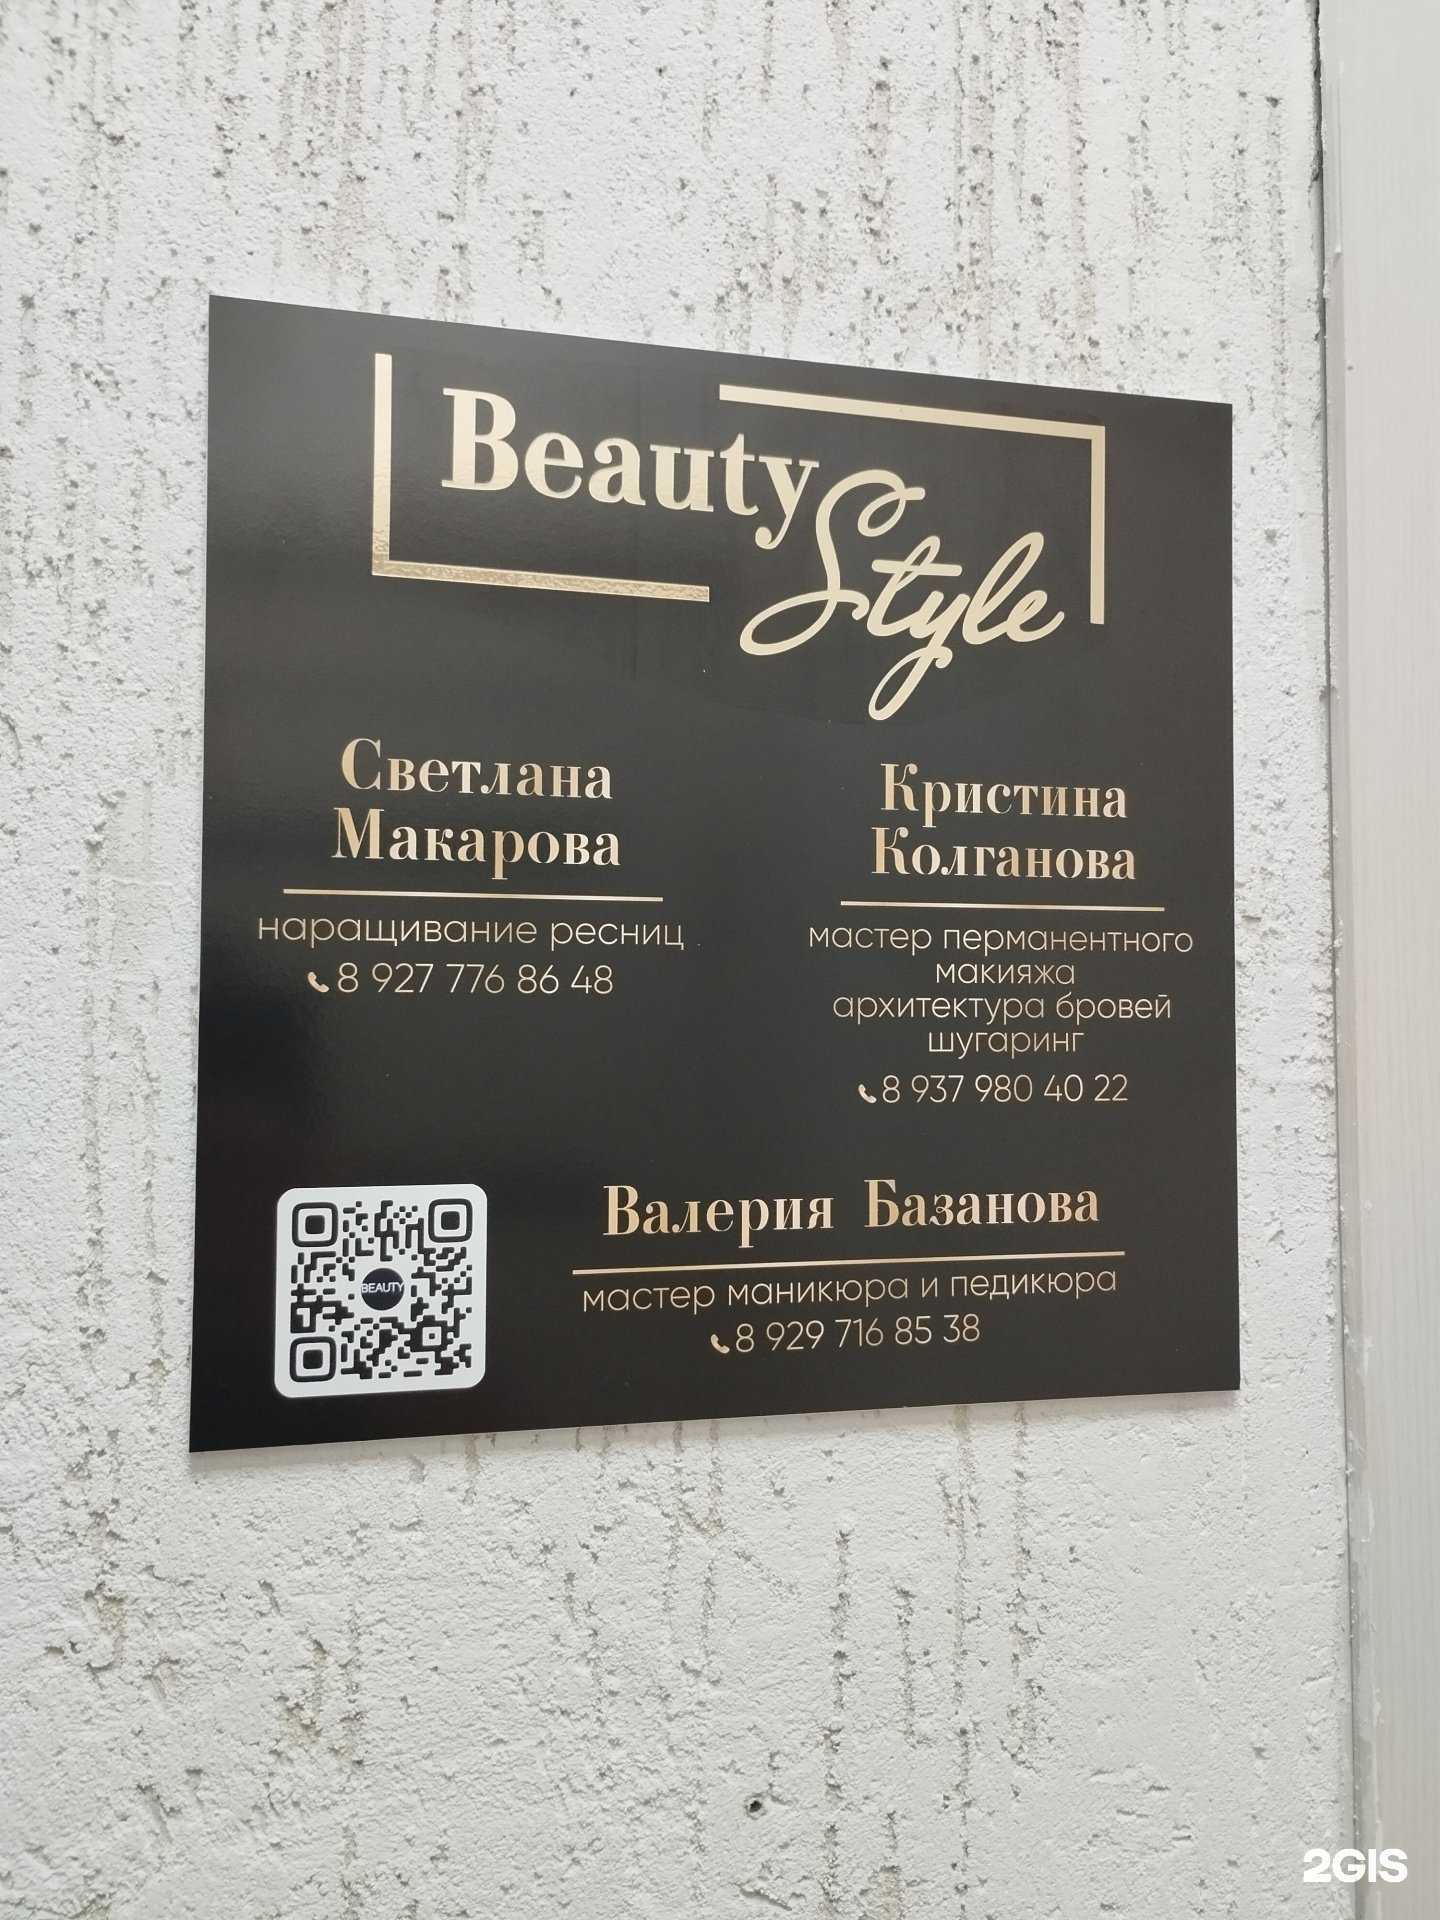 Beauty
Style
Светлана
Макарова
наращивание ресниц
8 927 776 86 48
Кристина
Колганова
мастер перманентного
макияжа
архитектура бровей
шугаринг
8 937 980 40 22
Валерия Базанова
мастер маникюра и педикюра
8 929 716 85 38
BEAUTY
2GIS